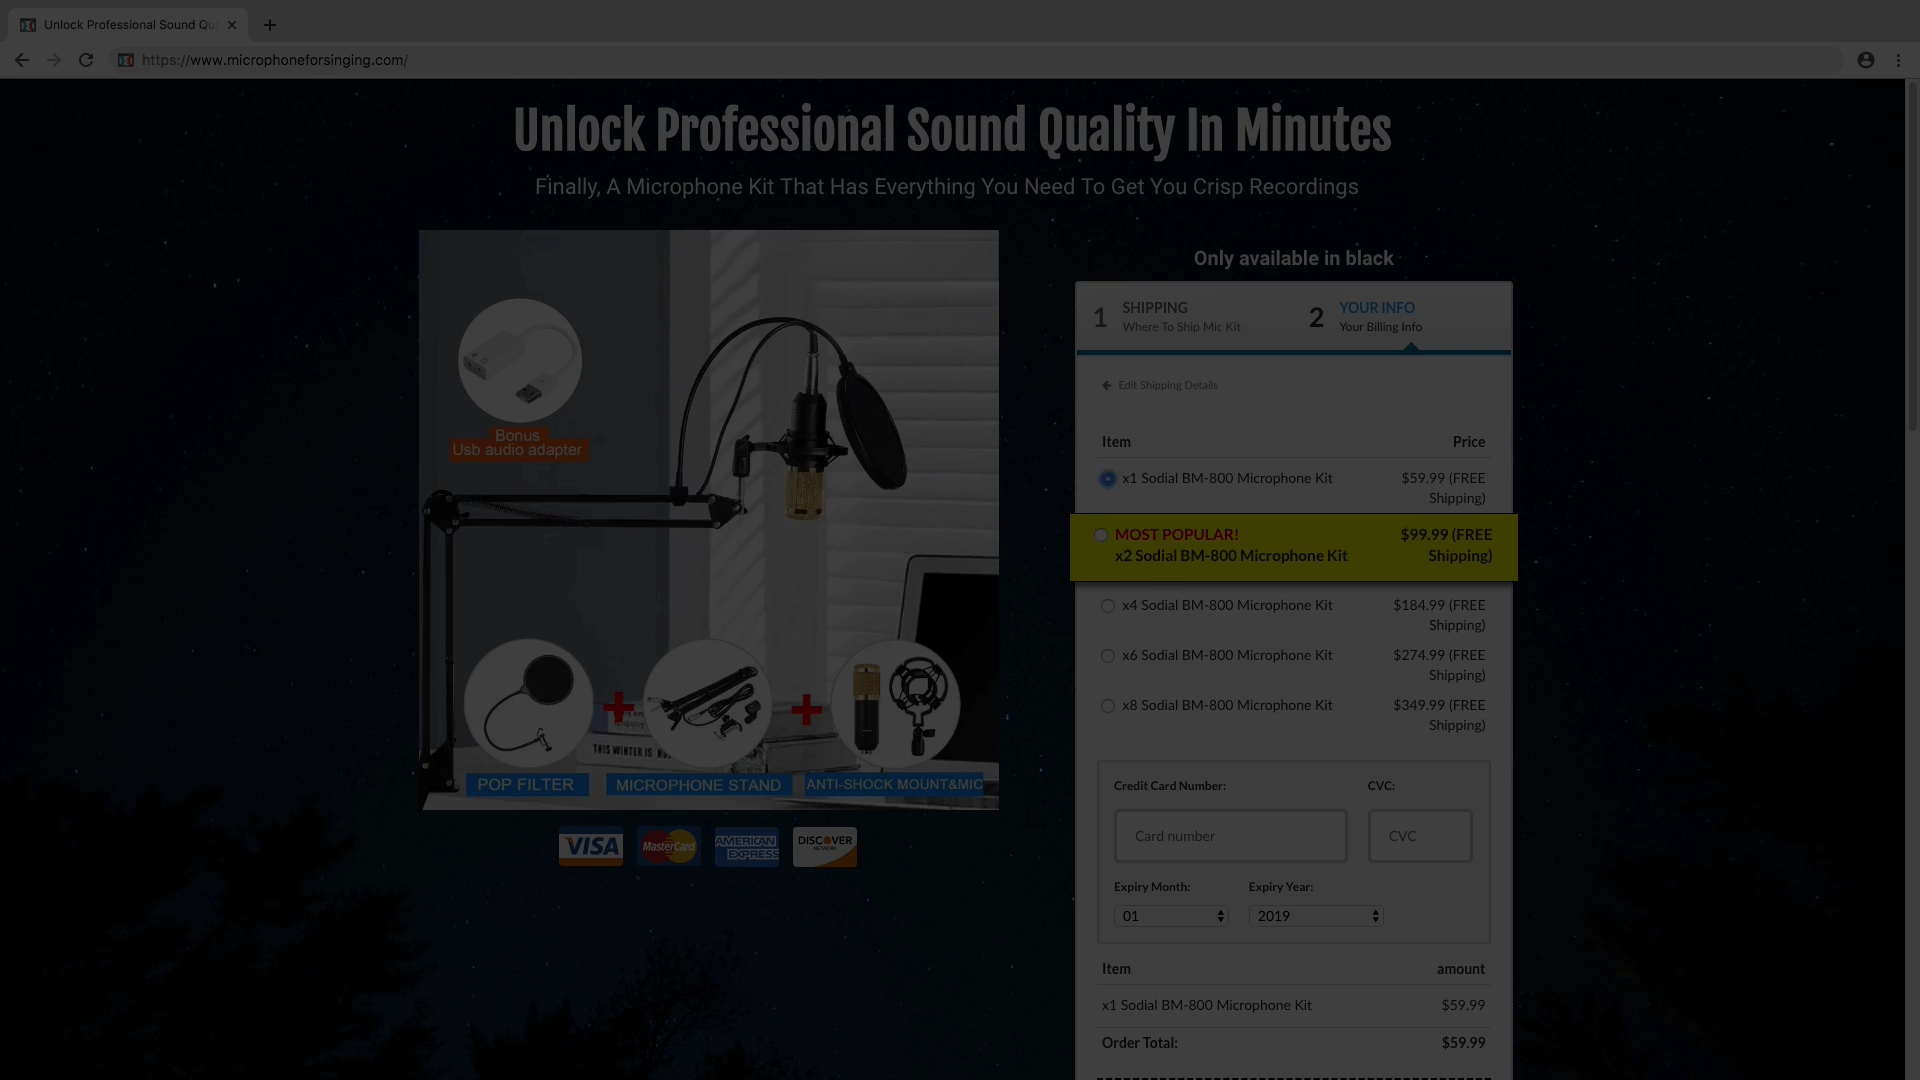 Unlock Professional Sound Qu
https://www.microphoneforsinging.com/
Unlock Professional Sound Quality In Minutes
Finally, A Microphone Kit That Has Everything You Need To Get You Crisp Recordings
Bonus
Usb audio adapter
THIS WINTER IS
POP FILTER
MICROPHONE STAND
ANTI-SHOCK MOUNT&MIC
VISA
MasterCard
AMERICAN
EXPRESS
DISCOVER
NETWORK
Only available in black
1 SHIPPING
Where To Ship Mic Kit
2 YOUR INFO
Your Billing Info
Edit Shipping Details
Item Price
x1 Sodial BM-800 Microphone Kit $59.99 (FREE
Shipping)
MOST POPULAR! $99.99 (FREE
x2 Sodial BM-800 Microphone Kit Shipping)
x4 Sodial BM-800 Microphone Kit $184.99 (FREE
Shipping)
x6 Sodial BM-800 Microphone Kit $274.99 (FREE
Shipping)
x8 Sodial BM-800 Microphone Kit $349.99 (FREE
Shipping)
Credit Card Number: CVC:
Card number CVC
Expiry Month: Expiry Year:
01 2019
Item amount
x1 Sodial BM-800 Microphone Kit $59.99
Order Total: $59.99